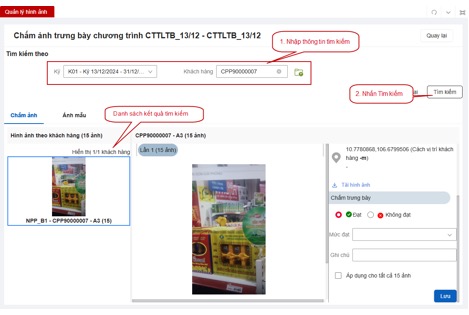 Quản lý hình ảnh
Chấm ảnh trưng bày chương trình CTTLTB_13/12 - CTTLTB_13/12
Quay lại
Tìm kiếm theo
1. Nhập thông tin tìm kiếm
Kỳ
K01 - Kỳ 13/12/2024 - 31/12/...
Khách hàng
CPP90000007
2. Nhấn Tìm kiếm
Tìm kiếm
Danh sách kết quả tìm kiếm
Chấm ảnh
Ảnh mẫu
Hình ảnh theo khách hàng (15 ảnh)
CPP90000007 - A3 (15 ảnh)
Hiển thị 1/1 khách hàng
Lần 1 (15 ảnh)
NPP_B1 - CPP90000007 - A3 (15)
10.7780868,106.6799506 (Cách vị trí khách hàng -m)
-
Tải hình ảnh
Chấm trưng bày
Đạt
Không đạt
Mức đạt
Ghi chú
Áp dụng cho tất cả 15 ảnh
Lưu